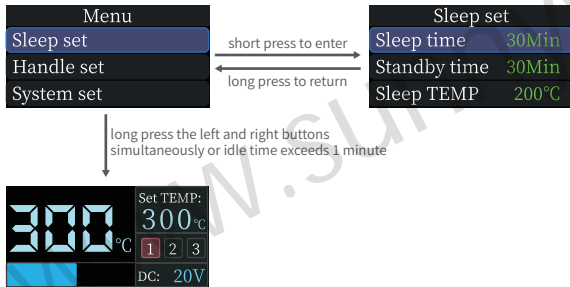 Menu
Sleep set
Handle set
System set
short press to enter
long press to return
Sleep set
Sleep time 30Min
Standby time 30Min
Sleep TEMP 200℃
long press the left and right buttons
simultaneously or idle time exceeds 1 minute
300℃
Set TEMP:
300℃
1 2 3
DC: 20V